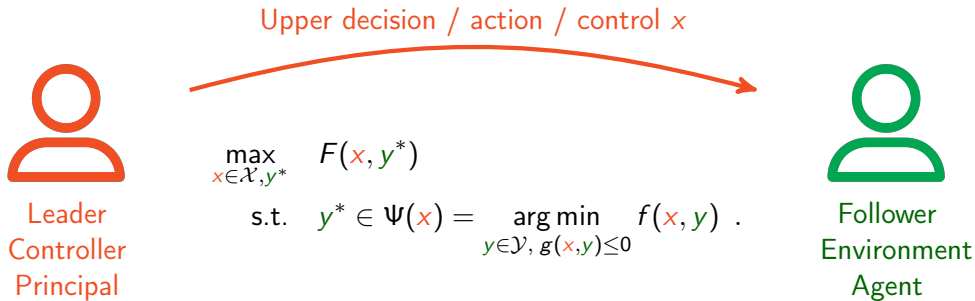 Upper decision / action / control x
max F(x, y*)
x∈𝒳,y*
s.t. y* ∈ Ψ(x) = arg min f(x, y) .
y∈𝒴, g(x,y)≤0
Leader
Controller
Principal
Follower
Environment
Agent